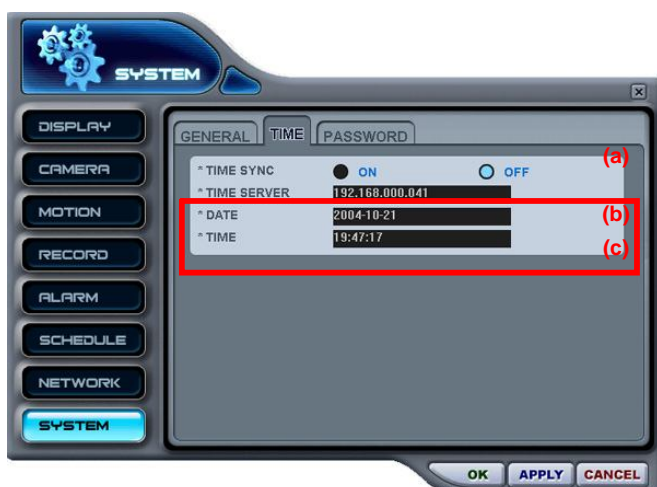 SYSTEM
DISPLAY
CAMERA
MOTION
RECORD
ALARM
SCHEDULE
NETWORK
SYSTEM
GENERAL TIME PASSWORD
* TIME SYNC ON OFF (a)
* TIME SERVER 192.168.000.041
* DATE 2004-10-21 (b)
* TIME 19:47:17 (c)
OK APPLY CANCEL